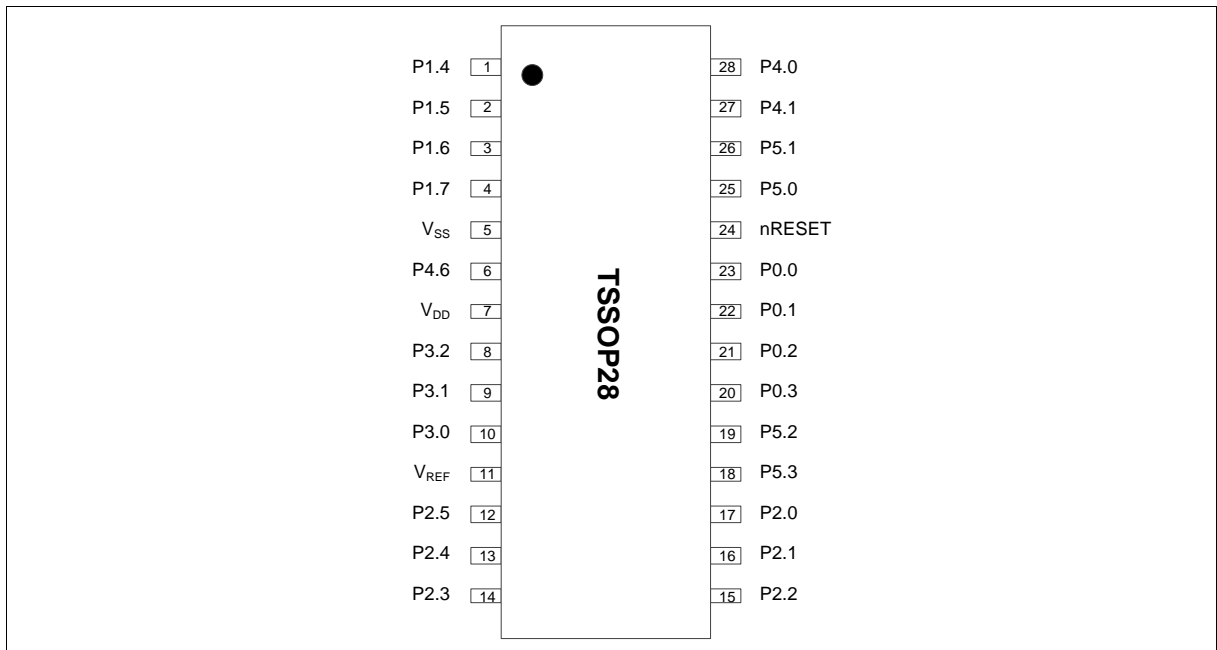 P1.4 1 28 P4.0
P1.5 2 27 P4.1
P1.6 3 26 P5.1
P1.7 4 25 P5.0
VSS 5 24 nRESET
P4.6 6 23 P0.0
VDD 7 22 P0.1
P3.2 8 21 P0.2
P3.1 9 20 P0.3
P3.0 10 19 P5.2
VREF 11 18 P5.3
P2.5 12 17 P2.0
P2.4 13 16 P2.1
P2.3 14 15 P2.2
TSSOP28